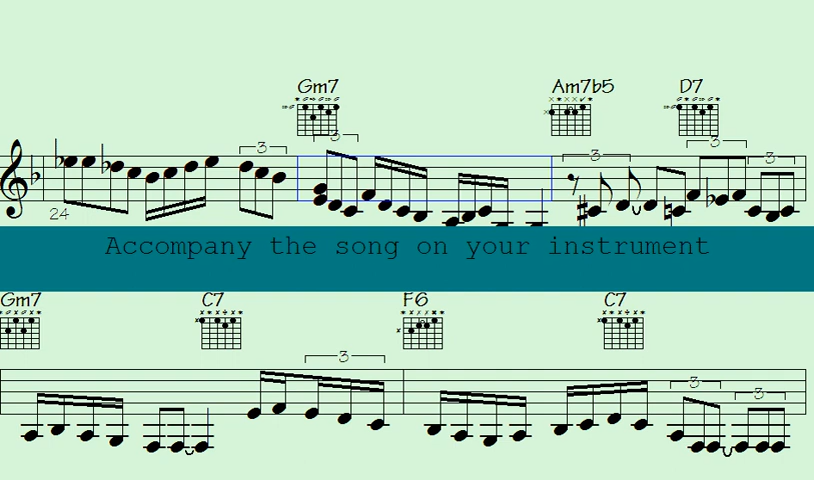 Gm7 Am7b5 D7
3 3 3 3 3
24
Accompany the song on your instrument
Gm7 C7 F6 C7
3 3 3